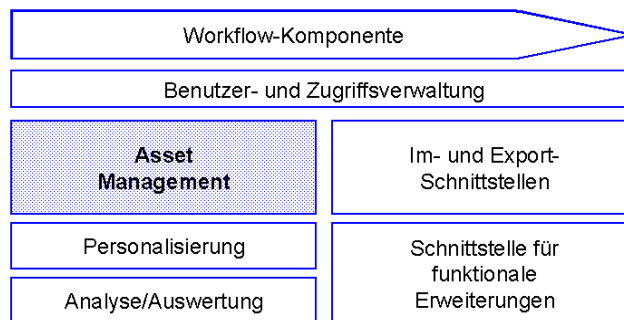 Workflow-Komponente
Benutzer- und Zugriffsverwaltung
Asset
Management
Im- und Export-
Schnittstellen
Personalisierung
Analyse/Auswertung
Schnittstelle für
funktionale
Erweiterungen